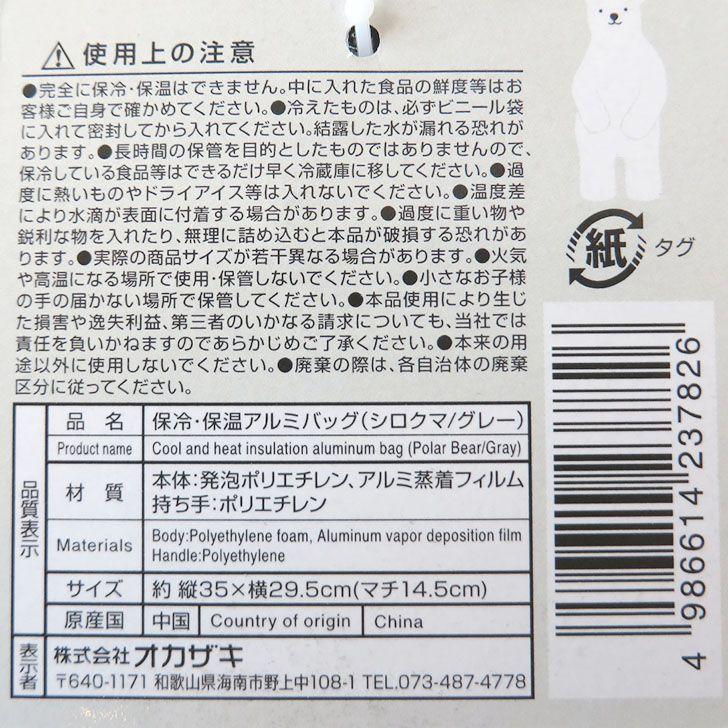 使用上の注意
●完全に保冷・保温はできません。中に入れた食品の鮮度等はお
客様ご自身で確かめてください。●冷えたものは、必ずビニール袋
に入れて密封してから入れてください。結露した水が漏れる恐れが
あります。●長時間の保管を目的としたものではありませんので、
保冷している食品等はできるだけ早く冷蔵庫に移してください。●過
度に熱いものやドライアイス等は入れないでください。●温度差
により水滴が表面に付着する場合があります。●過度に重い物や
鋭利な物を入れたり、無理に詰め込むと本品が破損する恐れがあ
ります。●実際の商品サイズが若干異なる場合があります。●火気
や高温になる場所で使用・保管しないでください。●小さなお子様
の手の届かない場所で保管してください。●本品使用により生じ
た損害や逸失利益、第三者のいかなる請求についても、当社では
責任を負いかねますのであらかじめご了承ください。●本来の用
途以外に使用しないでください。●廃棄の際は、各自治体の廃棄
区分に従ってください。
紙 タグ
品質表示
品名 保冷・保温アルミバッグ(シロクマ/グレー)
Product name Cool and heat insulation aluminum bag (Polar Bear/Gray)
材質 本体:発泡ポリエチレン、アルミ蒸着フィルム
持ち手:ポリエチレン
Materials Body:Polyethylene foam, Aluminum vapor deposition film
Handle:Polyethylene
サイズ 約 縦35×横29.5cm(マチ14.5cm)
原産国 中国 Country of origin China
表示者 株式会社オカザキ
〒640-1171 和歌山県海南市野上中108-1 TEL.073-487-4778
4 986614 237826